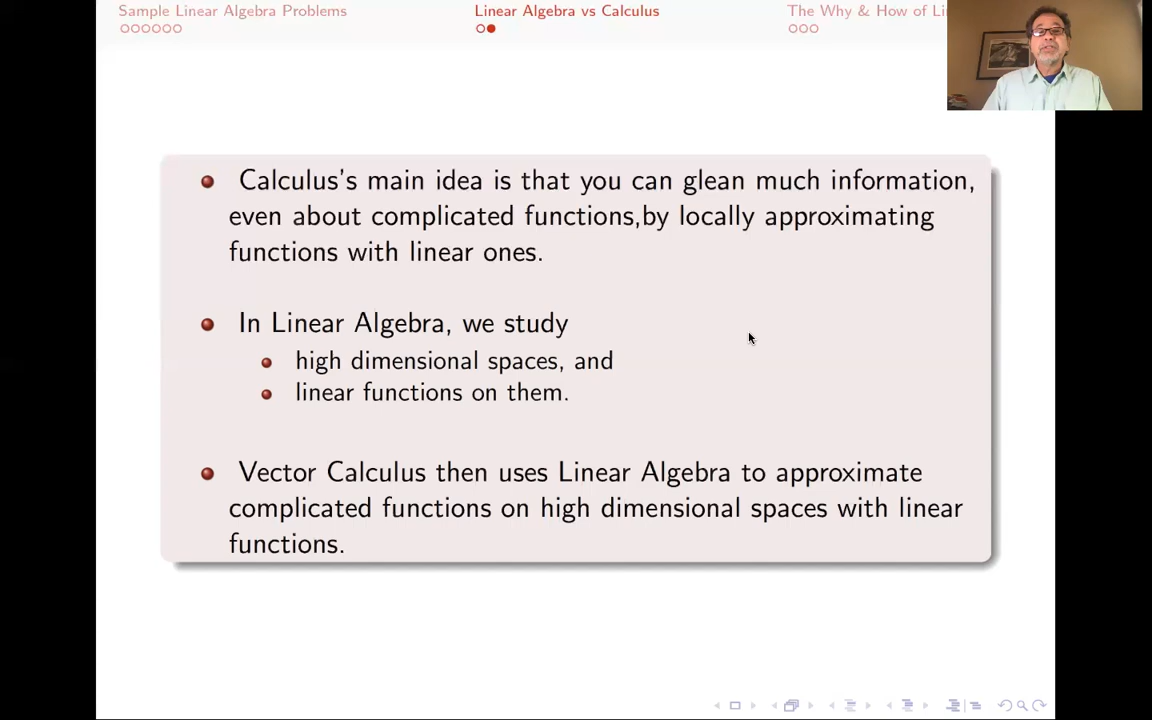 Sample Linear Algebra Problems
Linear Algebra vs Calculus
The Why & How of
Calculus's main idea is that you can glean much information,
even about complicated functions,by locally approximating
functions with linear ones.
In Linear Algebra, we study
high dimensional spaces, and
linear functions on them.
Vector Calculus then uses Linear Algebra to approximate
complicated functions on high dimensional spaces with linear
functions.